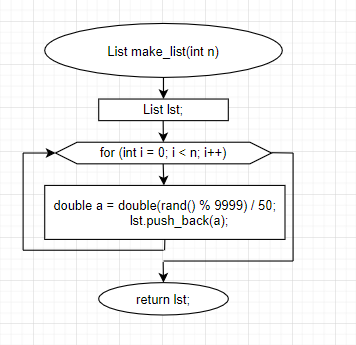 List make_list(int n)
List lst;
for (int i = 0; i < n; i++)
double a = double(rand() % 9999) / 50;
lst.push_back(a);
return lst;